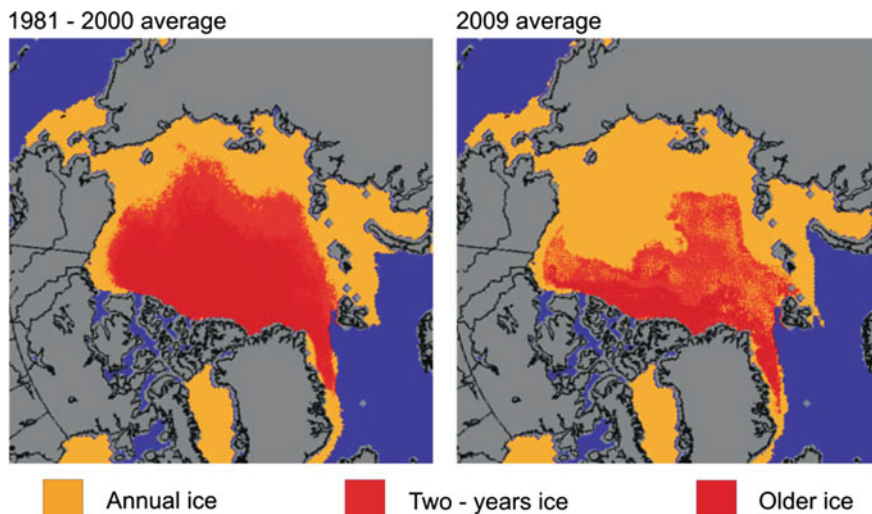 1981 - 2000 average
2009 average
Annual ice
Two - years ice
Older ice